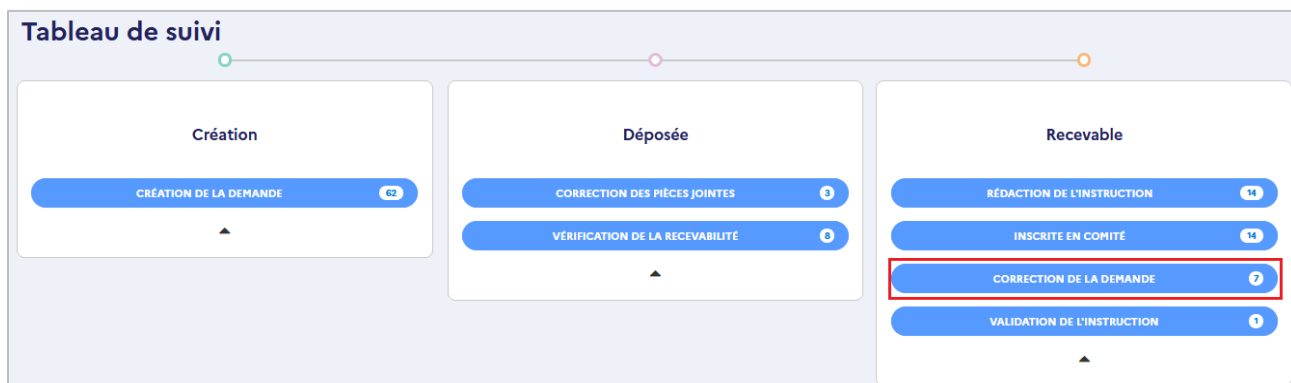 Tableau de suivi
Création
CRÉATION DE LA DEMANDE 62
Déposée
CORRECTION DES PIÈCES JOINTES 3
VÉRIFICATION DE LA RECEVABILITÉ 8
Recevable
RÉDACTION DE L'INSTRUCTION 14
INSCRITE EN COMITÉ 14
CORRECTION DE LA DEMANDE 7
VALIDATION DE L'INSTRUCTION 1